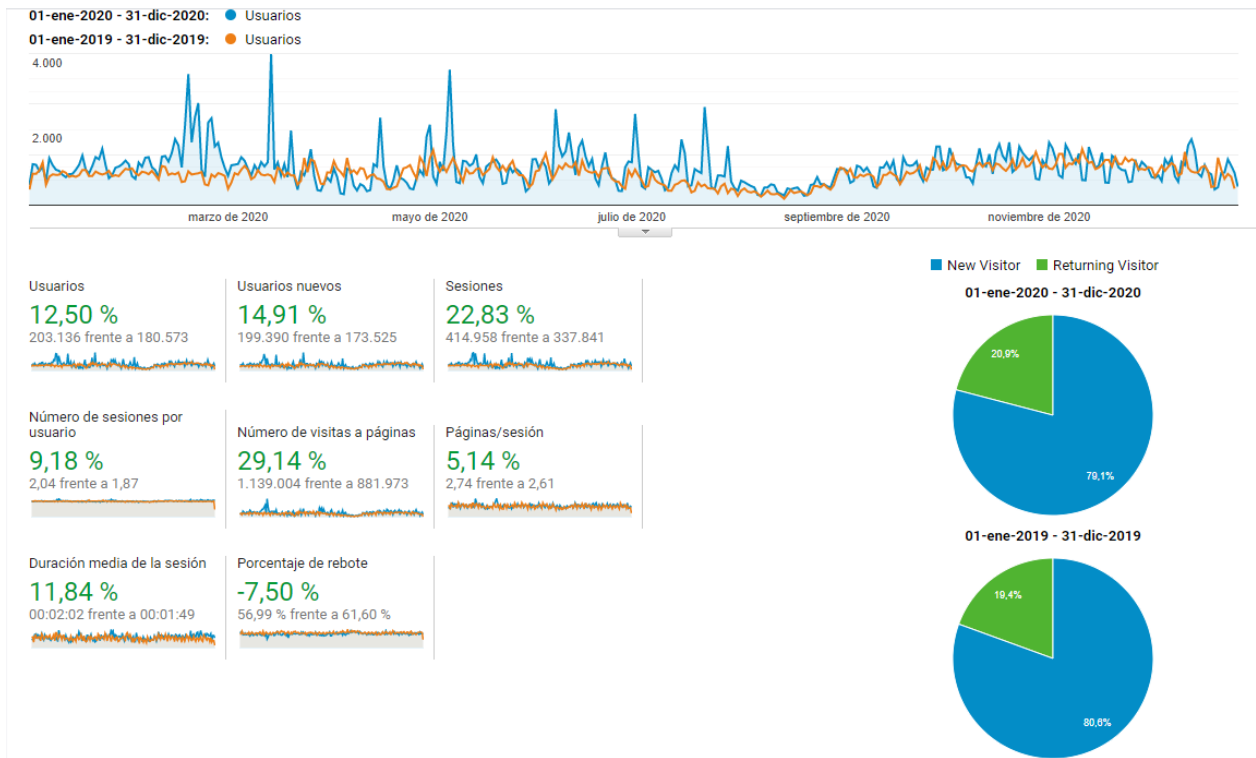 01-ene-2020 - 31-dic-2020: Usuarios
01-ene-2019 - 31-dic-2019: Usuarios
4.000
2.000
marzo de 2020
mayo de 2020
julio de 2020
septiembre de 2020
noviembre de 2020
Usuarios
12,50 %
203.136 frente a 180.573
Usuarios nuevos
14,91 %
199.390 frente a 173.525
Sesiones
22,83 %
414.958 frente a 337.841
Número de sesiones por
usuario
9,18 %
2,04 frente a 1,87
Número de visitas a páginas
29,14 %
1.139.004 frente a 881.973
Páginas/sesión
5,14 %
2,74 frente a 2,61
Duración media de la sesión
11,84 %
00:02:02 frente a 00:01:49
Porcentaje de rebote
-7,50 %
56,99 % frente a 61,60 %
New Visitor
Returning Visitor
01-ene-2020 - 31-dic-2020
20,9%
79,1%
01-ene-2019 - 31-dic-2019
19,4%
80,6%